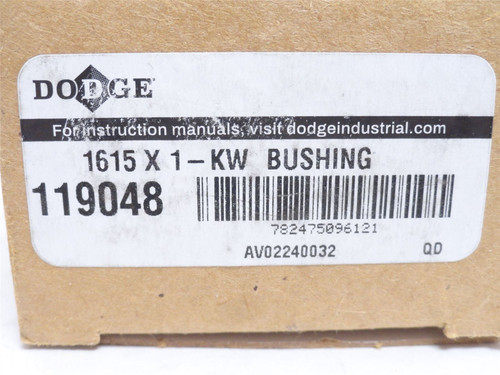 DODGE
For instruction manuals, visit dodgeindustrial.com
1615 X 1-KW BUSHING
119048
782475096121
AV02240032 QD